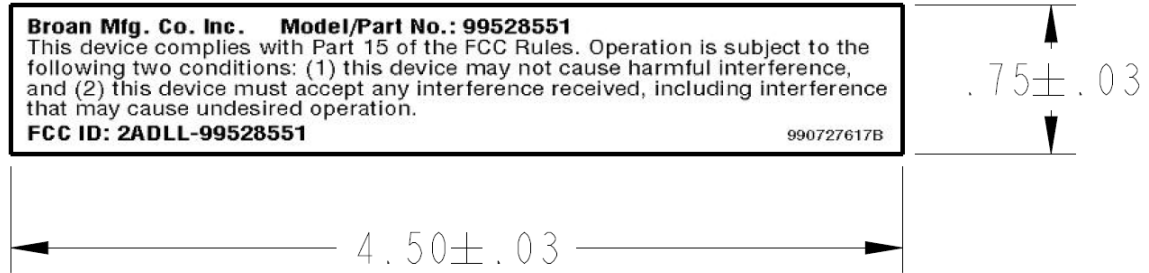 Broan Mfg. Co. Inc. Model/Part No.: 99528551
This device complies with Part 15 of the FCC Rules. Operation is subject to the
following two conditions: (1) this device may not cause harmful interference,
and (2) this device must accept any interference received, including interference
that may cause undesired operation.
FCC ID: 2ADLL-99528551 990727617B
.75±.03
4.50±.03